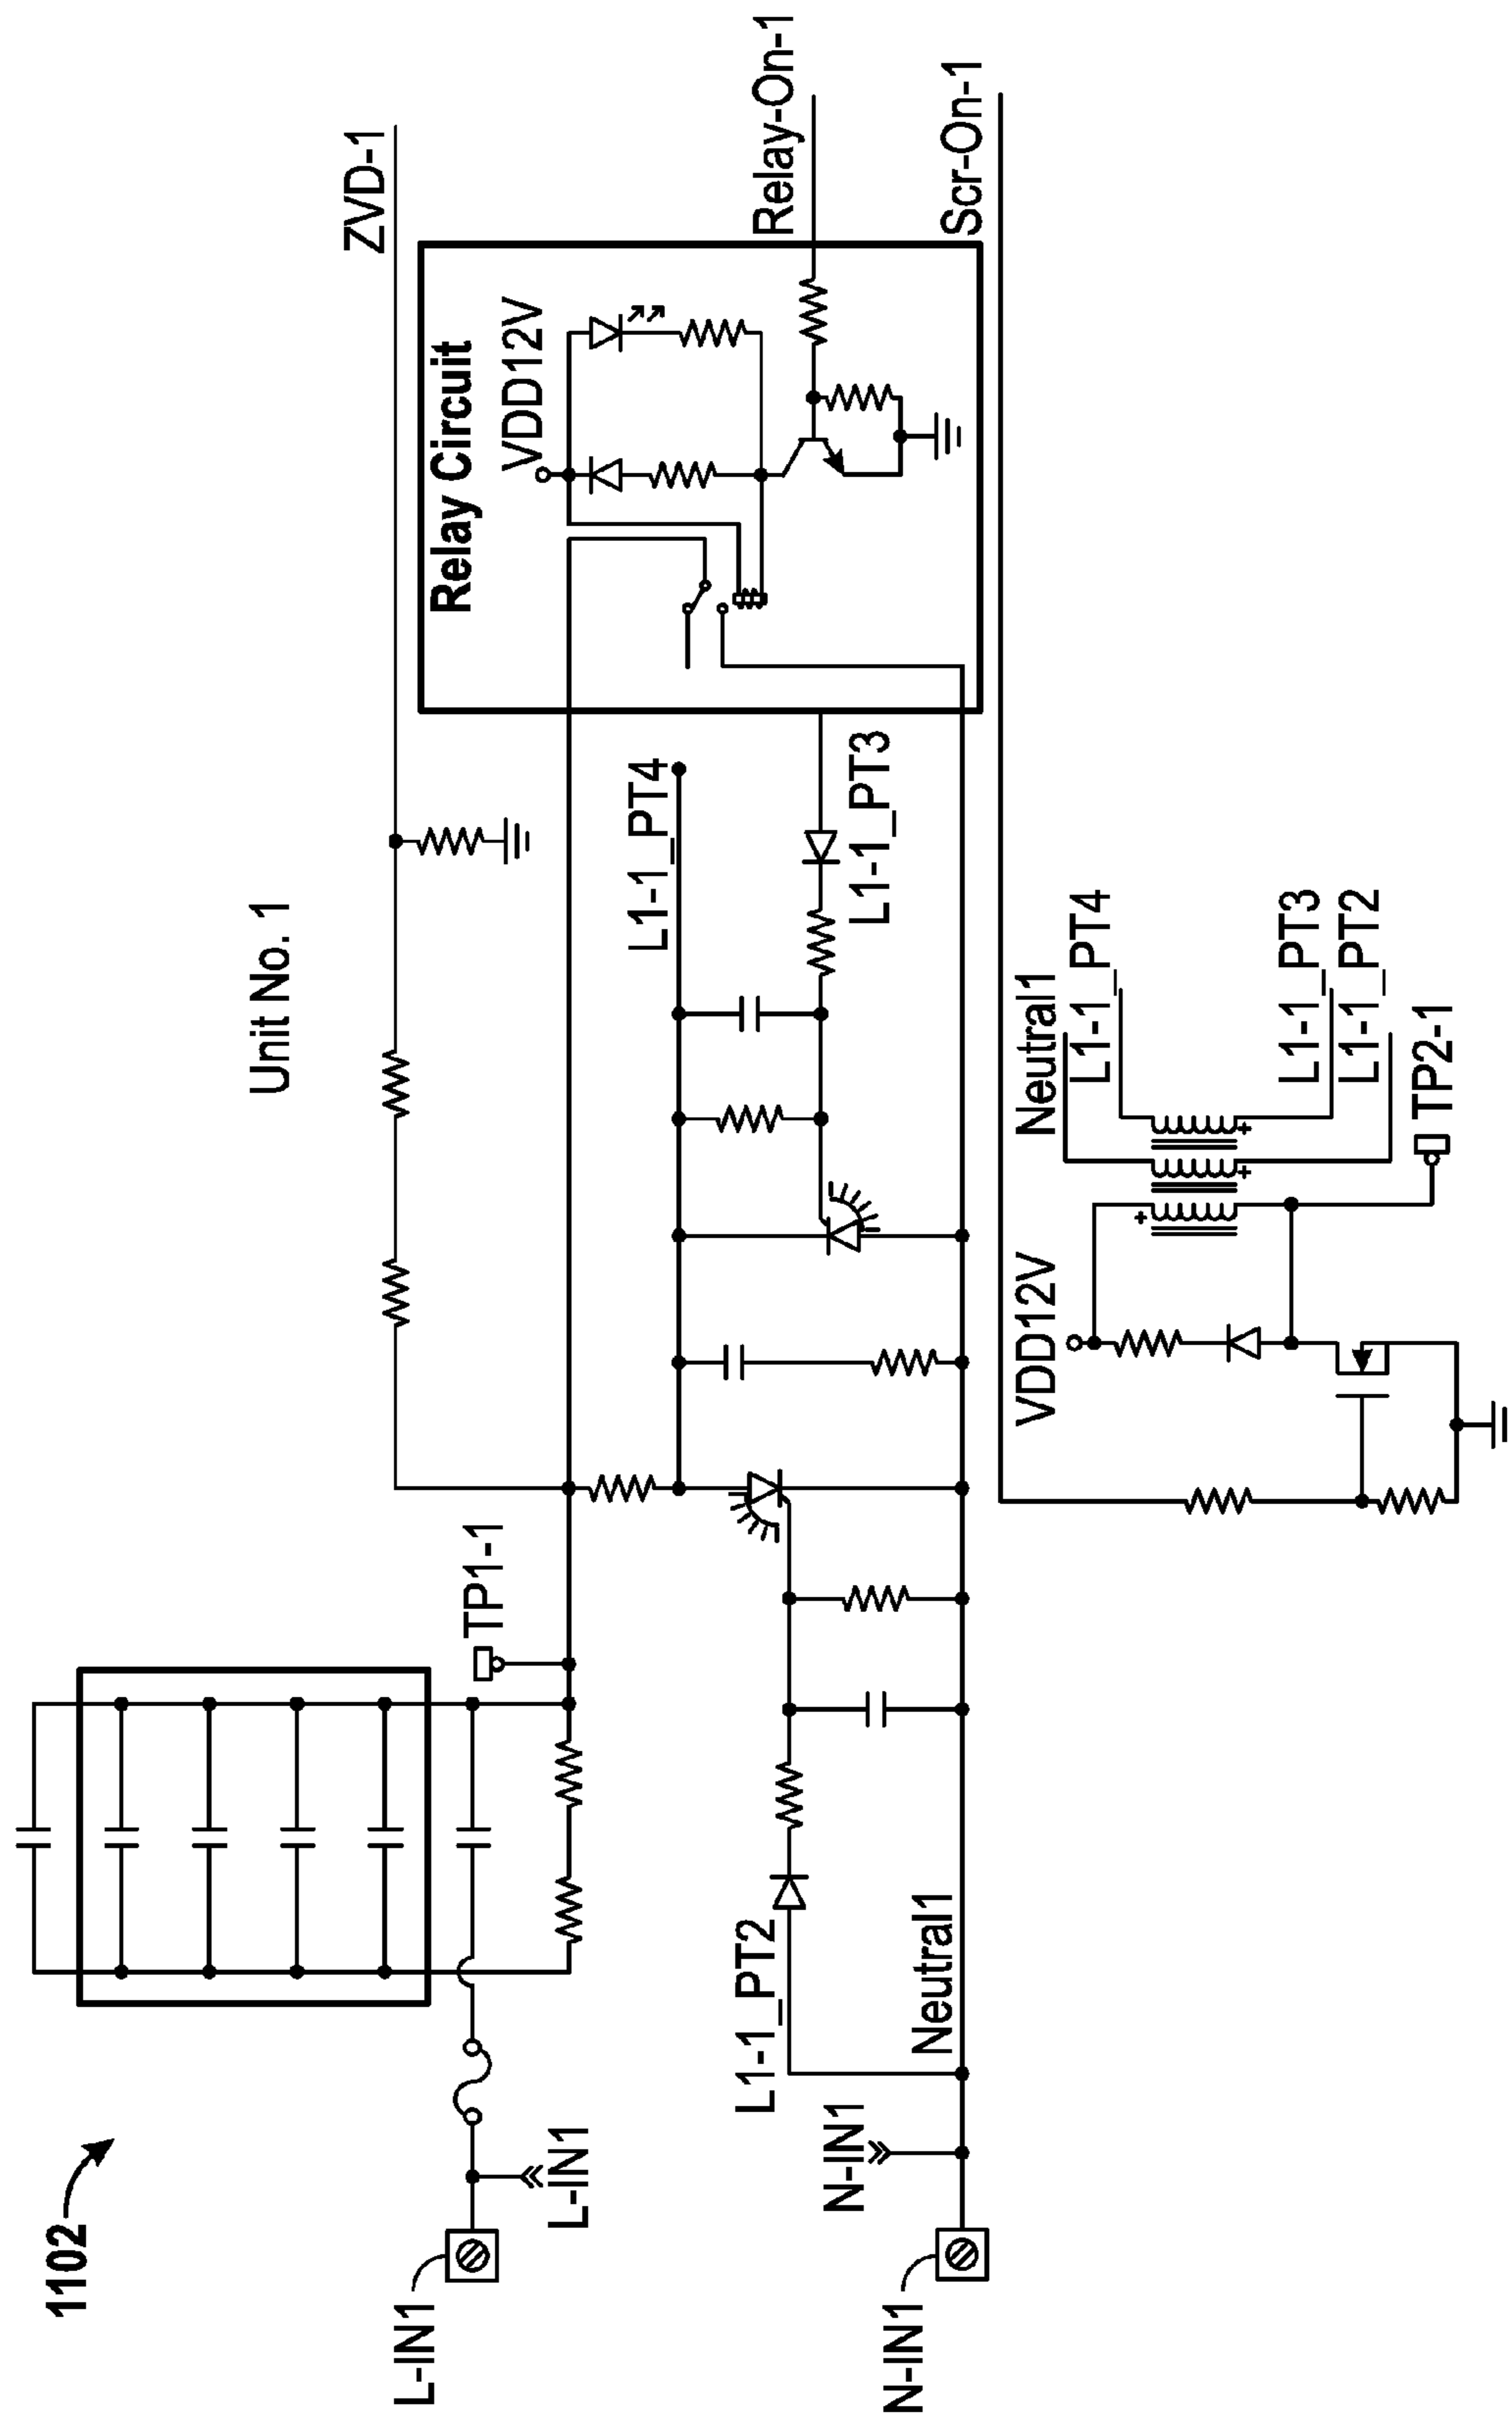 1102
Unit No. 1
ZVD-1
L-IN1
L-IN1
TP1-1
Relay Circuit
VDD12V
L1-1_PT4
L1-1_PT2
Relay-On-1
L1-1_PT3
N-IN1
N-IN1
Neutral1
Scr-On-1
VDD12V
Neutral1
L1-1_PT4
L1-1_PT3
L1-1_PT2
TP2-1